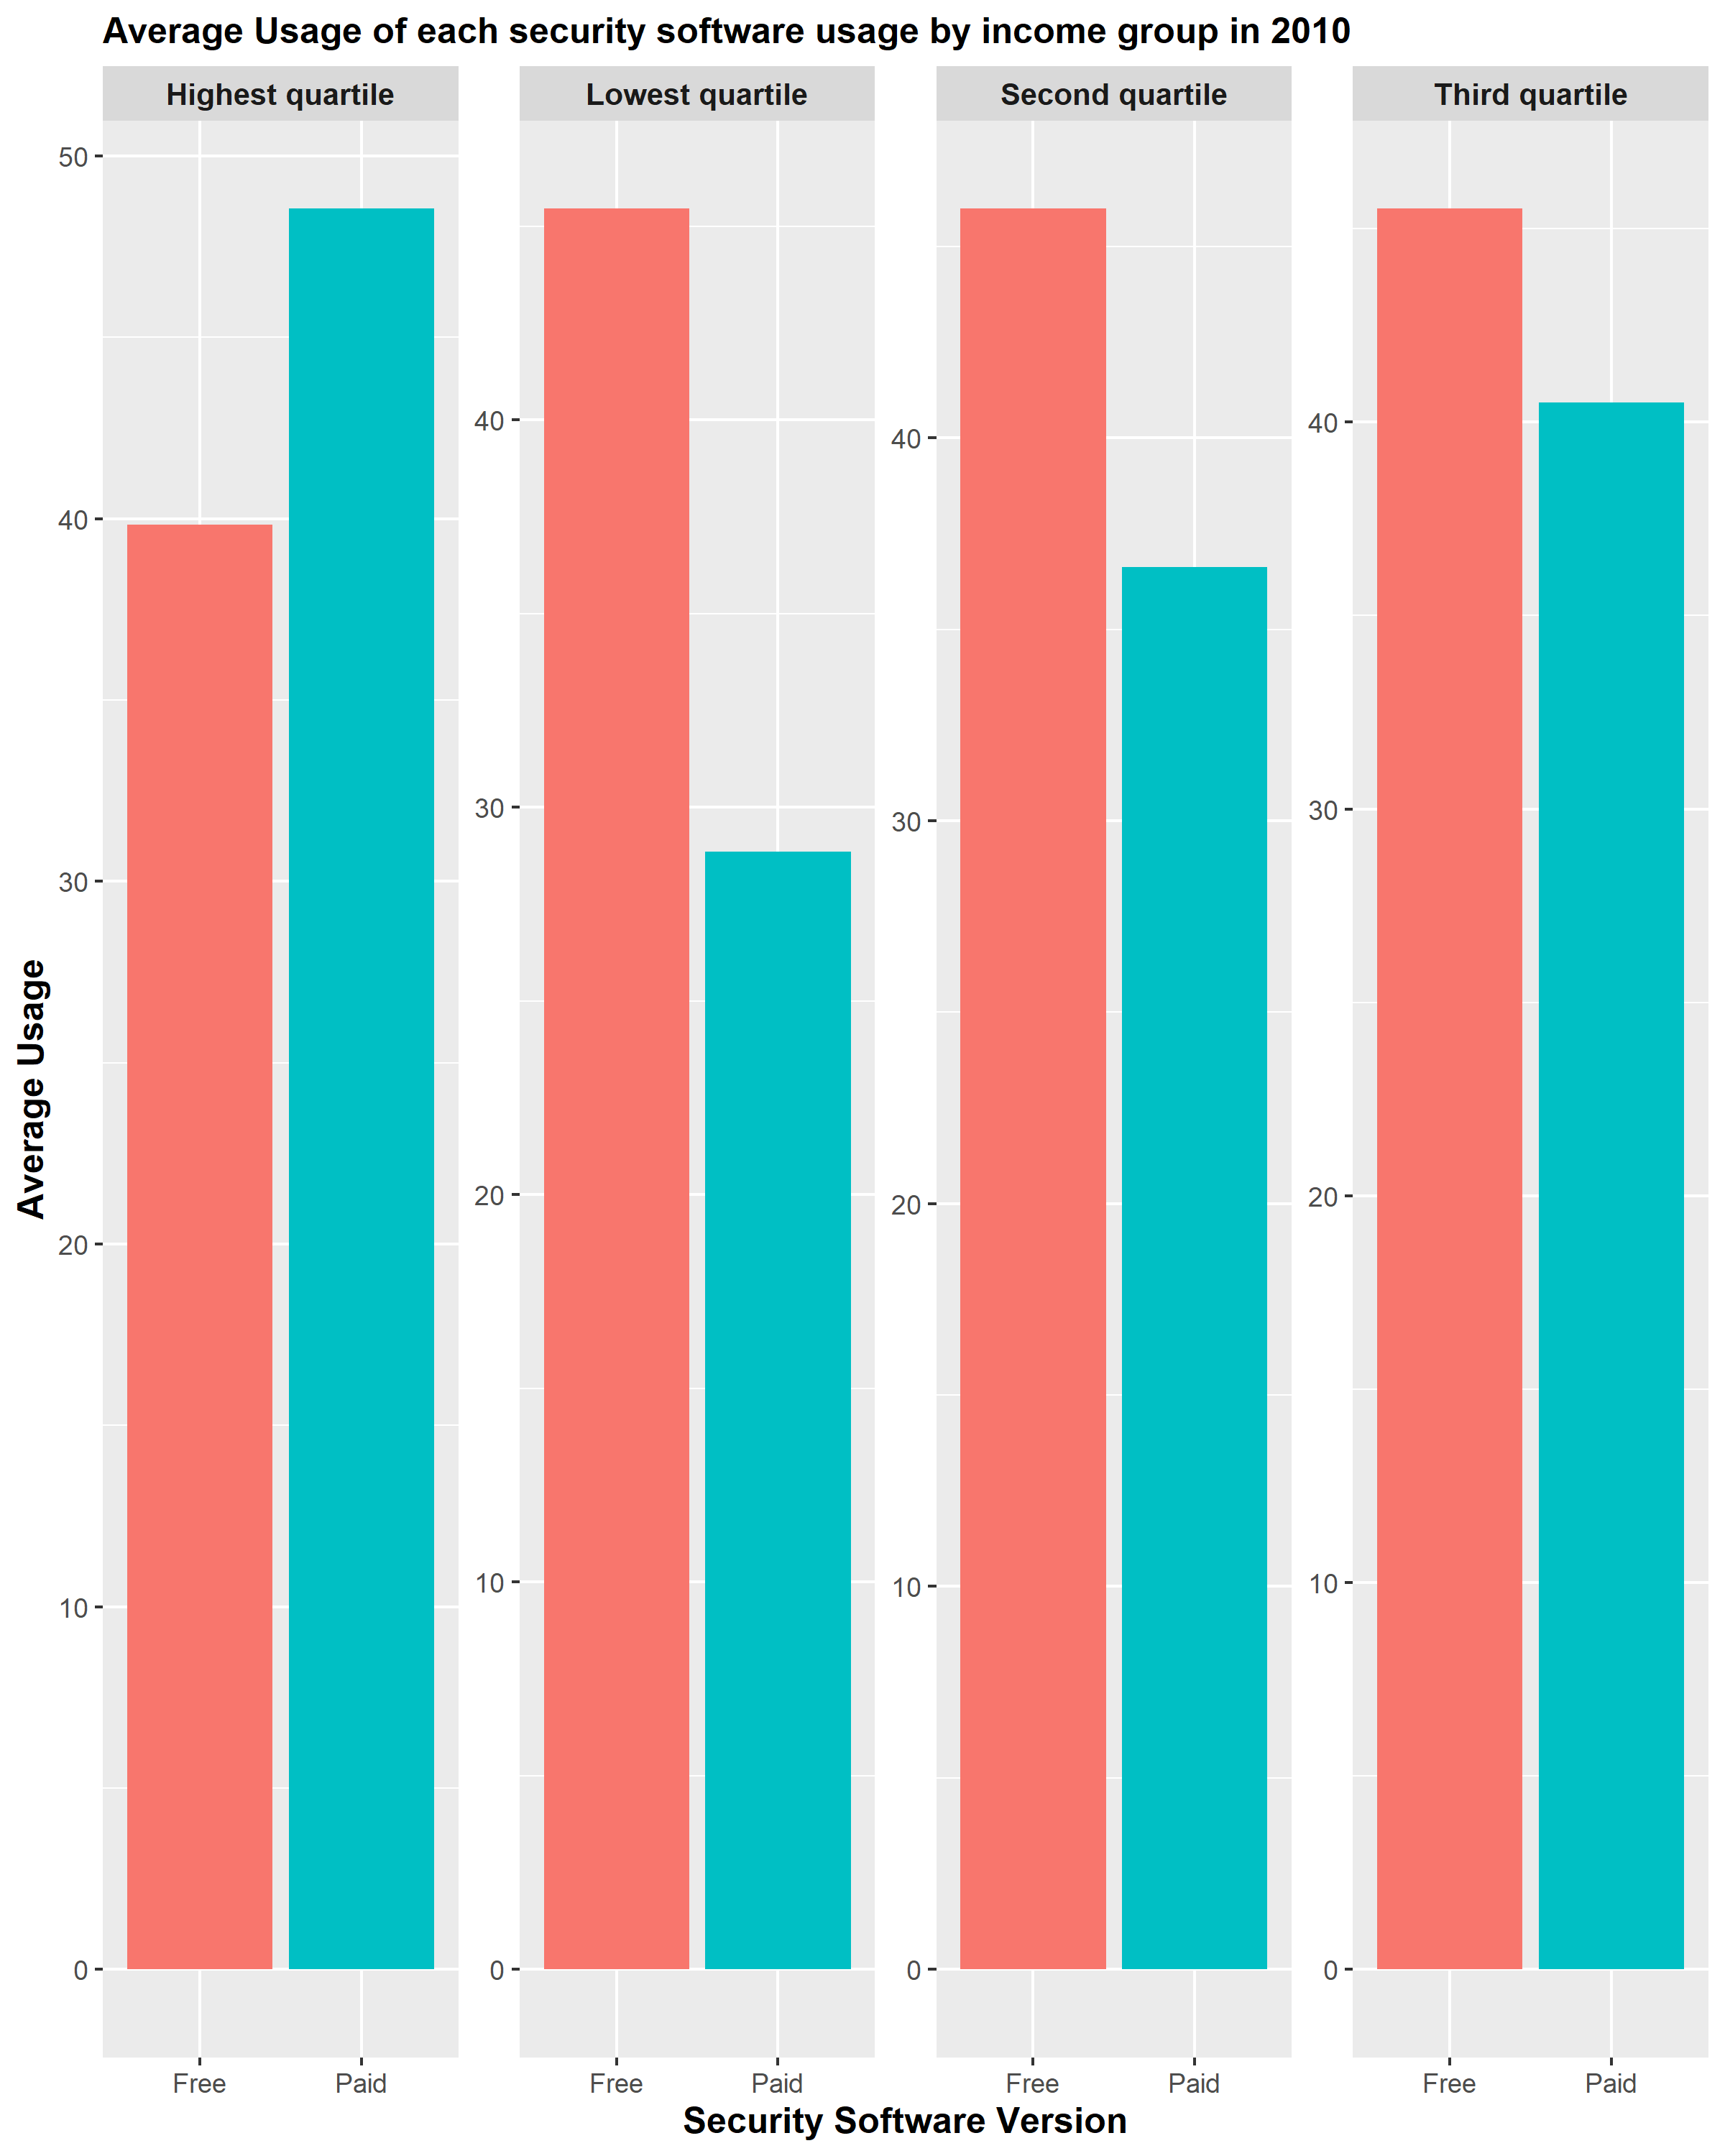 Average Usage of each security software usage by income group in 2010
Highest quartile
Lowest quartile
Second quartile
Third quartile
Average Usage
50
40
30
20
10
0
40
30
20
10
0
40
30
20
10
0
40
30
20
10
0
Free
Paid
Free
Paid
Free
Paid
Free
Paid
Security Software Version